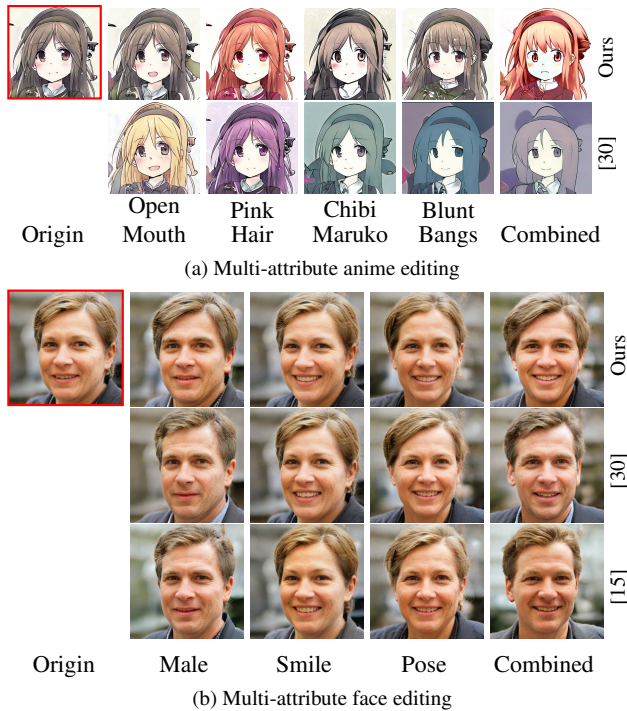 Ours
[30]
Open Pink Chibi Blunt
Origin Mouth Hair Maruko Bangs Combined
(a) Multi-attribute anime editing
Ours
[30]
[15]
Origin Male Smile Pose Combined
(b) Multi-attribute face editing